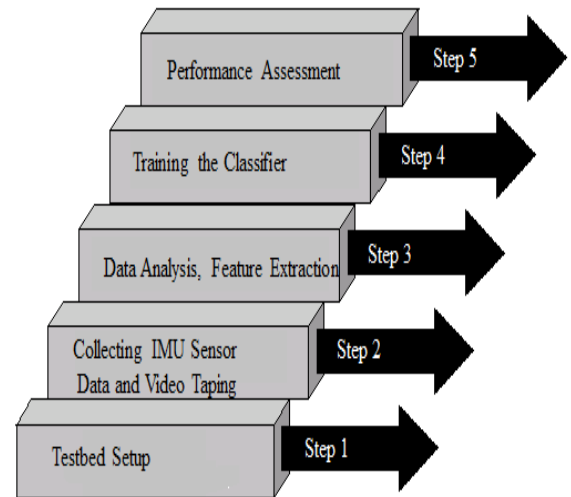 Performance Assessment
Step 5
Training the Classifier
Step 4
Data Analysis, Feature Extraction
Step 3
Collecting IMU Sensor
Data and Video Taping
Step 2
Testbed Setup
Step 1